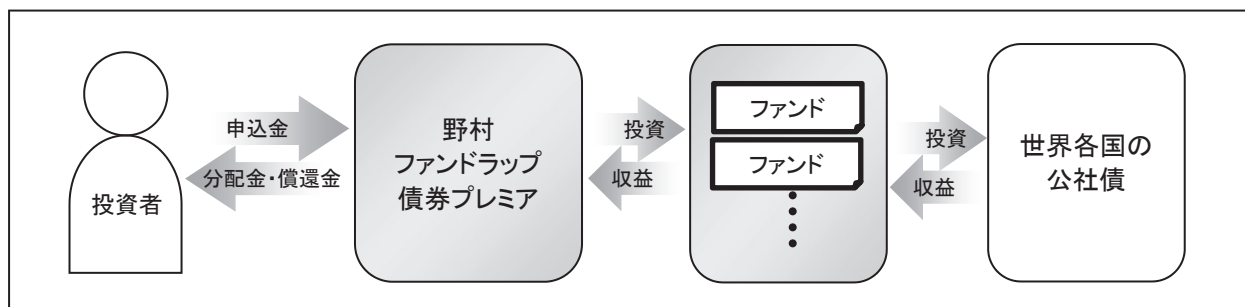 投資者
申込金
分配金・償還金
野村
ファンドラップ
債券プレミア
投資
収益
ファンド
ファンド
投資
収益
世界各国の
公社債